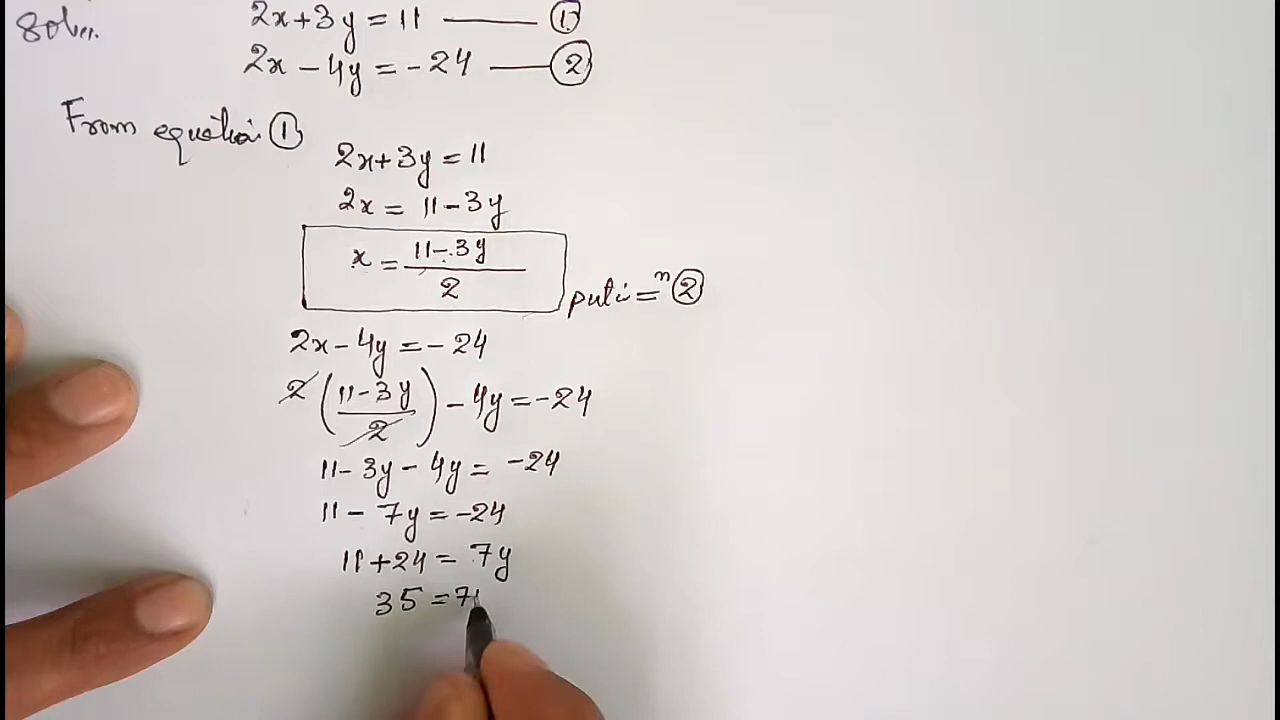 Soln.
2x+3y = 11 —— ①
2x - 4y = -24 —— ②
From equation ①
2x+3y = 11
2x = 11-3y
x = (11-3y)/2
put in =n ②
2x-4y = -24
2((11-3y)/2) - 4y = -24
11-3y-4y = -24
11-7y = -24
11+24 = 7y
35 = 7